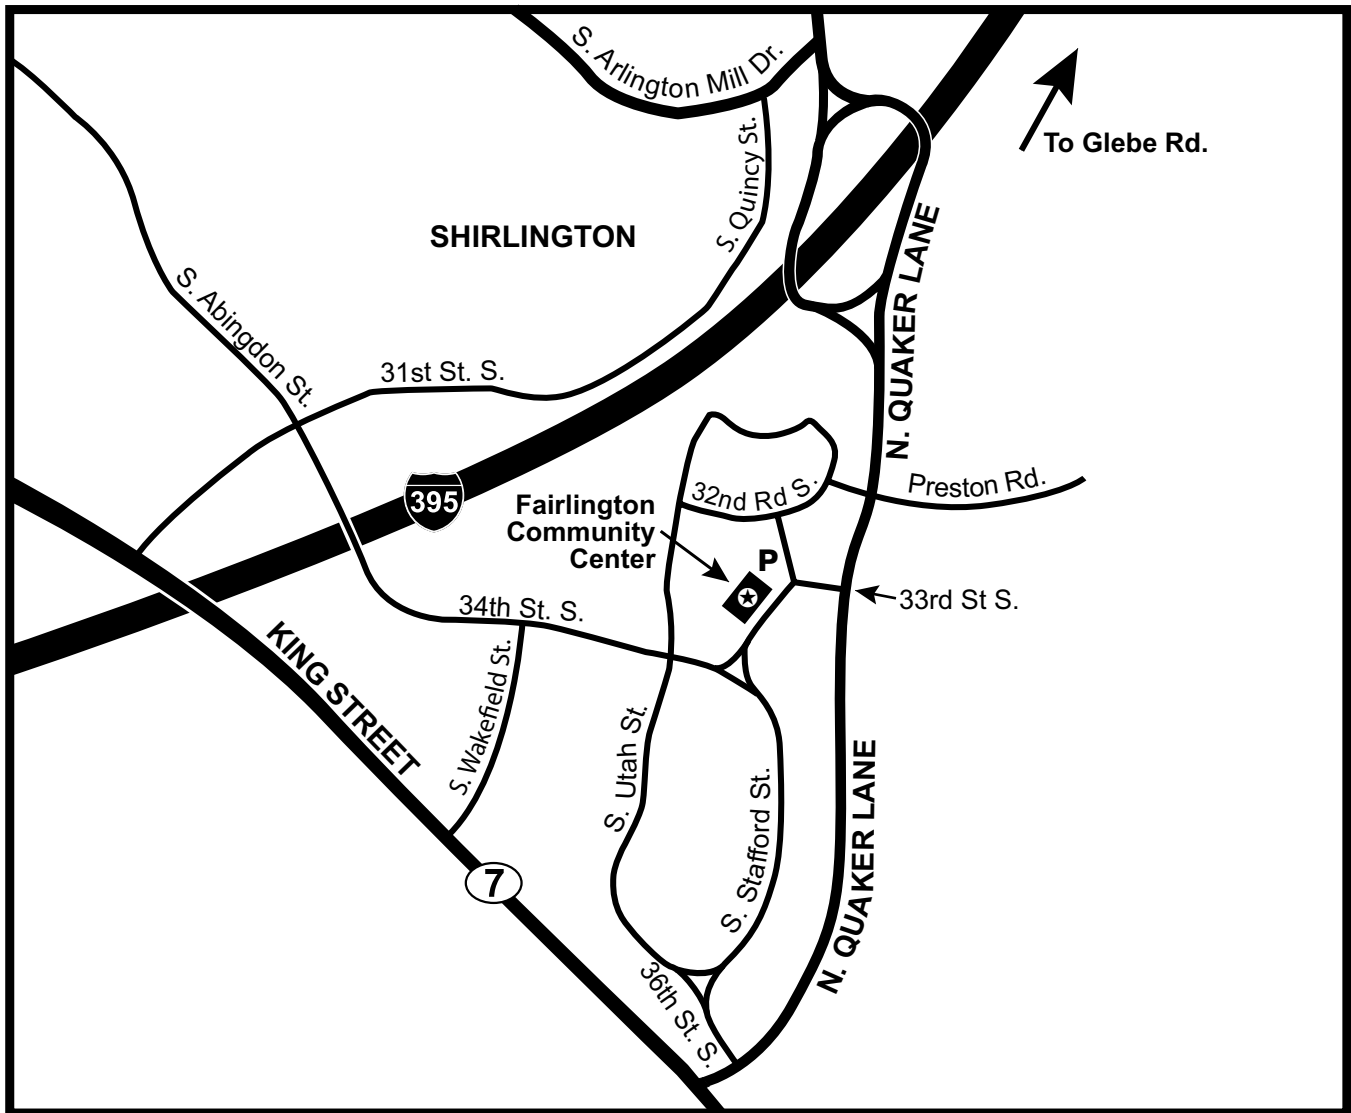 S. Arlington Mill Dr.
To Glebe Rd.
S. Quincy St.
SHIRLINGTON
N. QUAKER LANE
S. Abingdon St.
31st St. S.
395
Preston Rd.
32nd Rd S.
Fairlington
Community
Center
P
33rd St S.
34th St. S.
KING STREET
S. Wakefield St.
S. Utah St.
S. Stafford St.
N. QUAKER LANE
7
36th St. S.